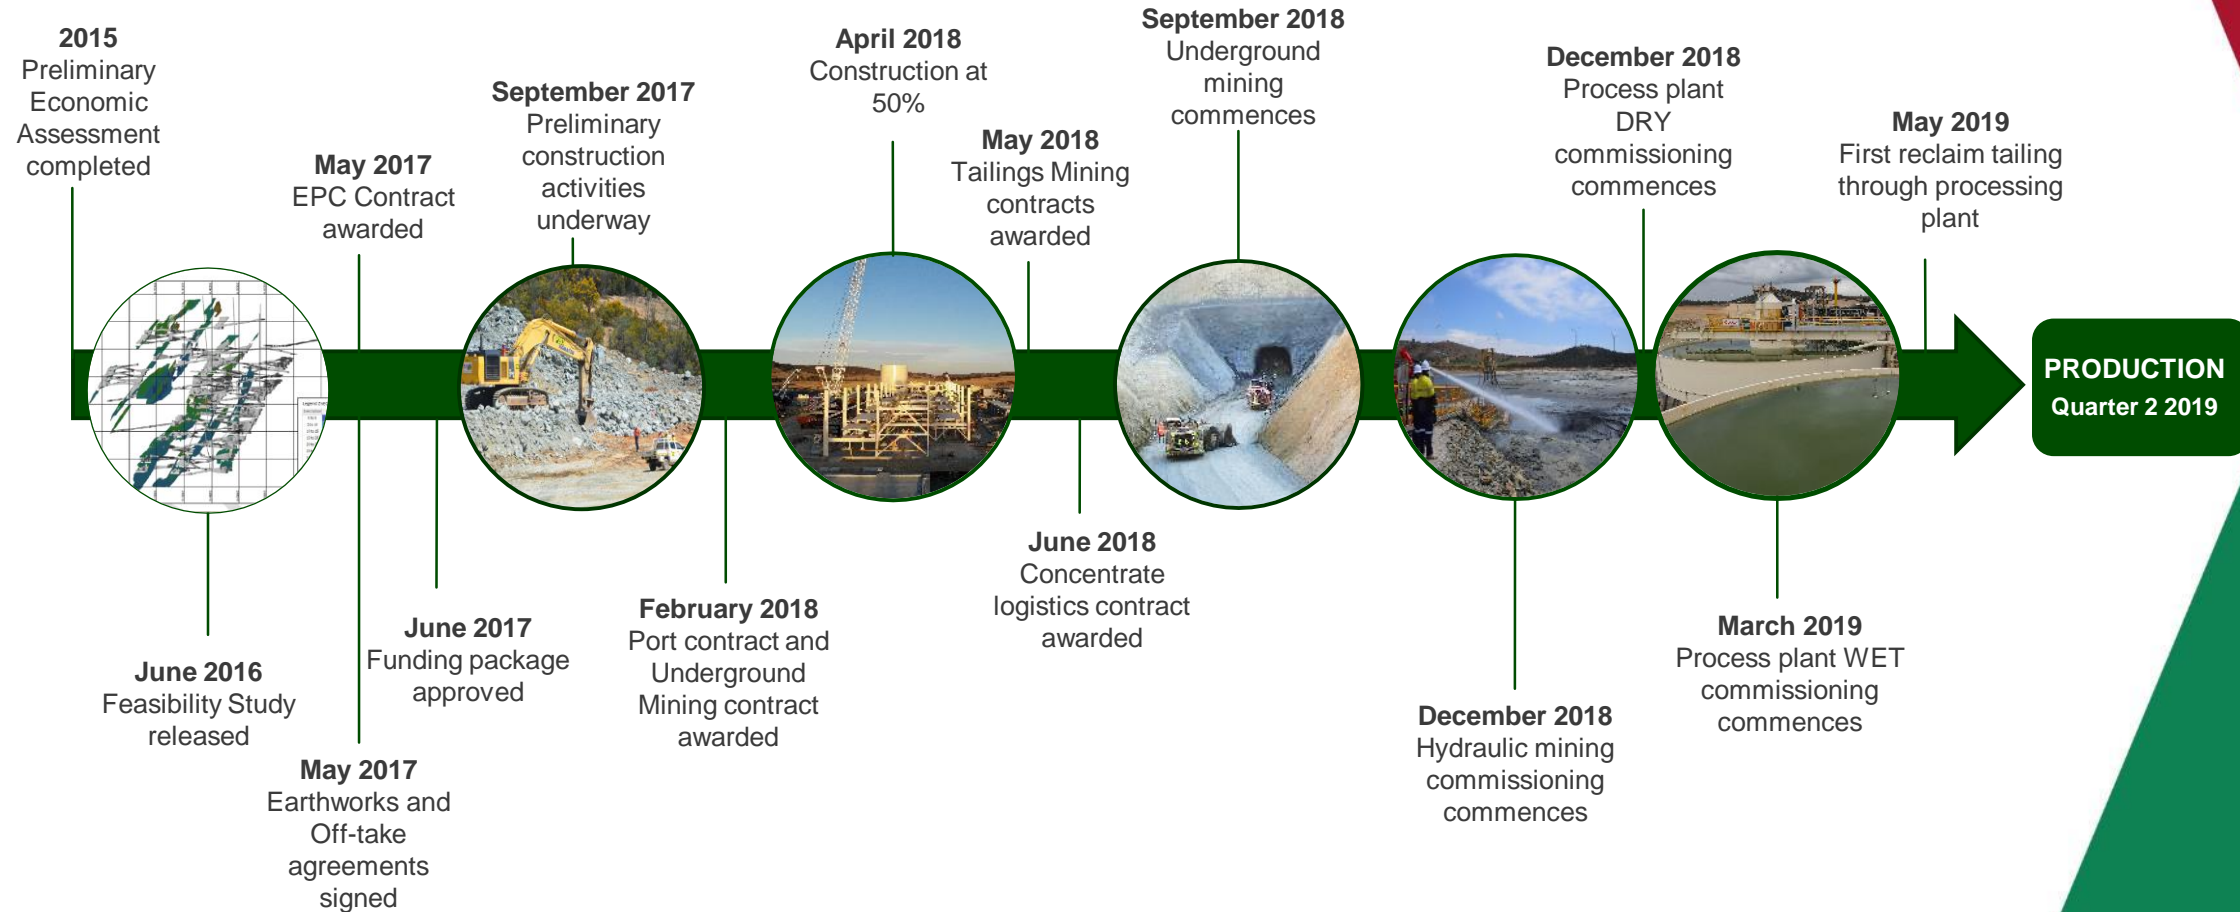 2015
Preliminary
Economic
Assessment
completed
June 2016
Feasibility Study
released
May 2017
EPC Contract
awarded
May 2017
Earthworks and
Off-take
agreements
signed
June 2017
Funding package
approved
September 2017
Preliminary
construction
activities
underway
February 2018
Port contract and
Underground
Mining contract
awarded
April 2018
Construction at
50%
May 2018
Tailings Mining
contracts
awarded
June 2018
Concentrate
logistics contract
awarded
September 2018
Underground
mining
commences
December 2018
Hydraulic mining
commissioning
commences
December 2018
Process plant
DRY
commissioning
commences
March 2019
Process plant WET
commissioning
commences
May 2019
First reclaim tailing
through processing
plant
PRODUCTION
Quarter 2 2019